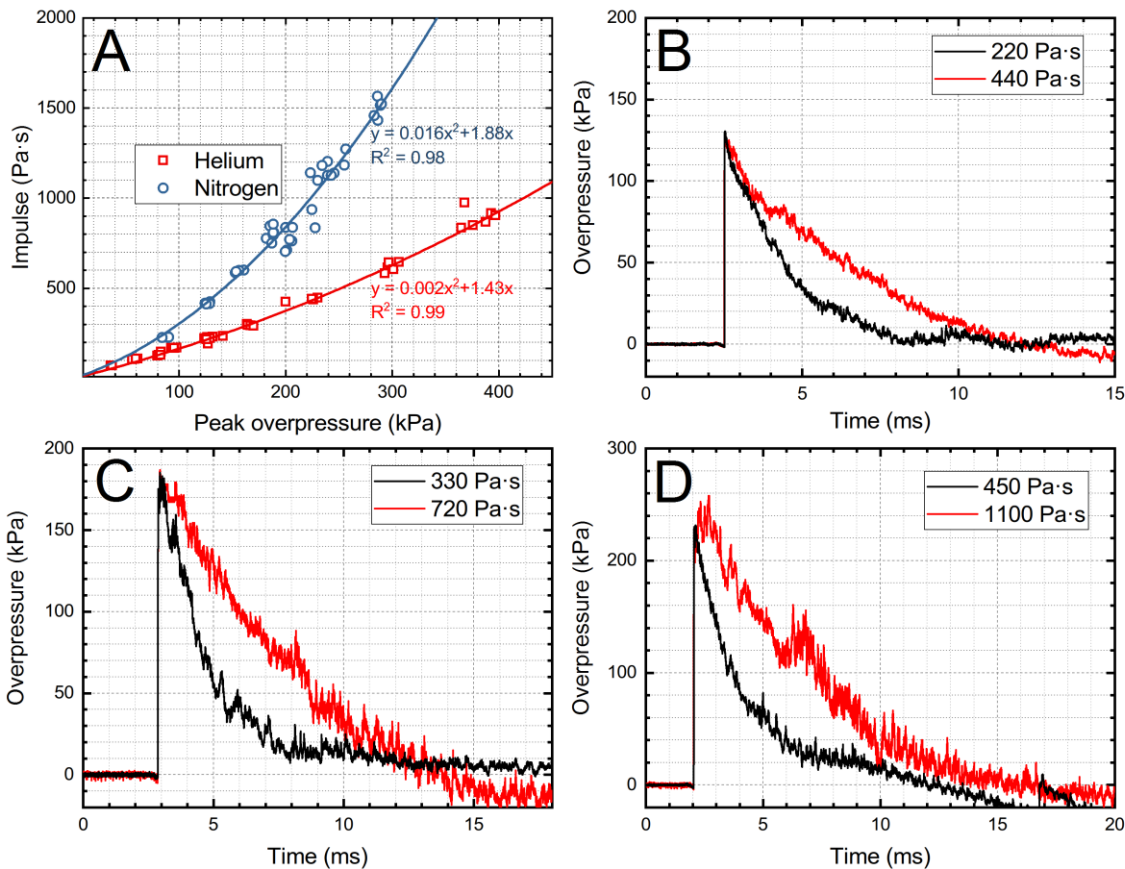 A
2000
1500
1000
500
Impulse (Pa·s)
Helium
Nitrogen
y = 0.016x²+1.88x
R² = 0.98
y = 0.002x²+1.43x
R² = 0.99
100 200 300 400
Peak overpressure (kPa)
B
200
150
100
50
0
Overpressure (kPa)
220 Pa·s
440 Pa·s
0 5 10 15
Time (ms)
C
200
150
100
50
0
Overpressure (kPa)
330 Pa·s
720 Pa·s
0 5 10 15
Time (ms)
D
300
200
100
0
Overpressure (kPa)
450 Pa·s
1100 Pa·s
0 5 10 15 20
Time (ms)